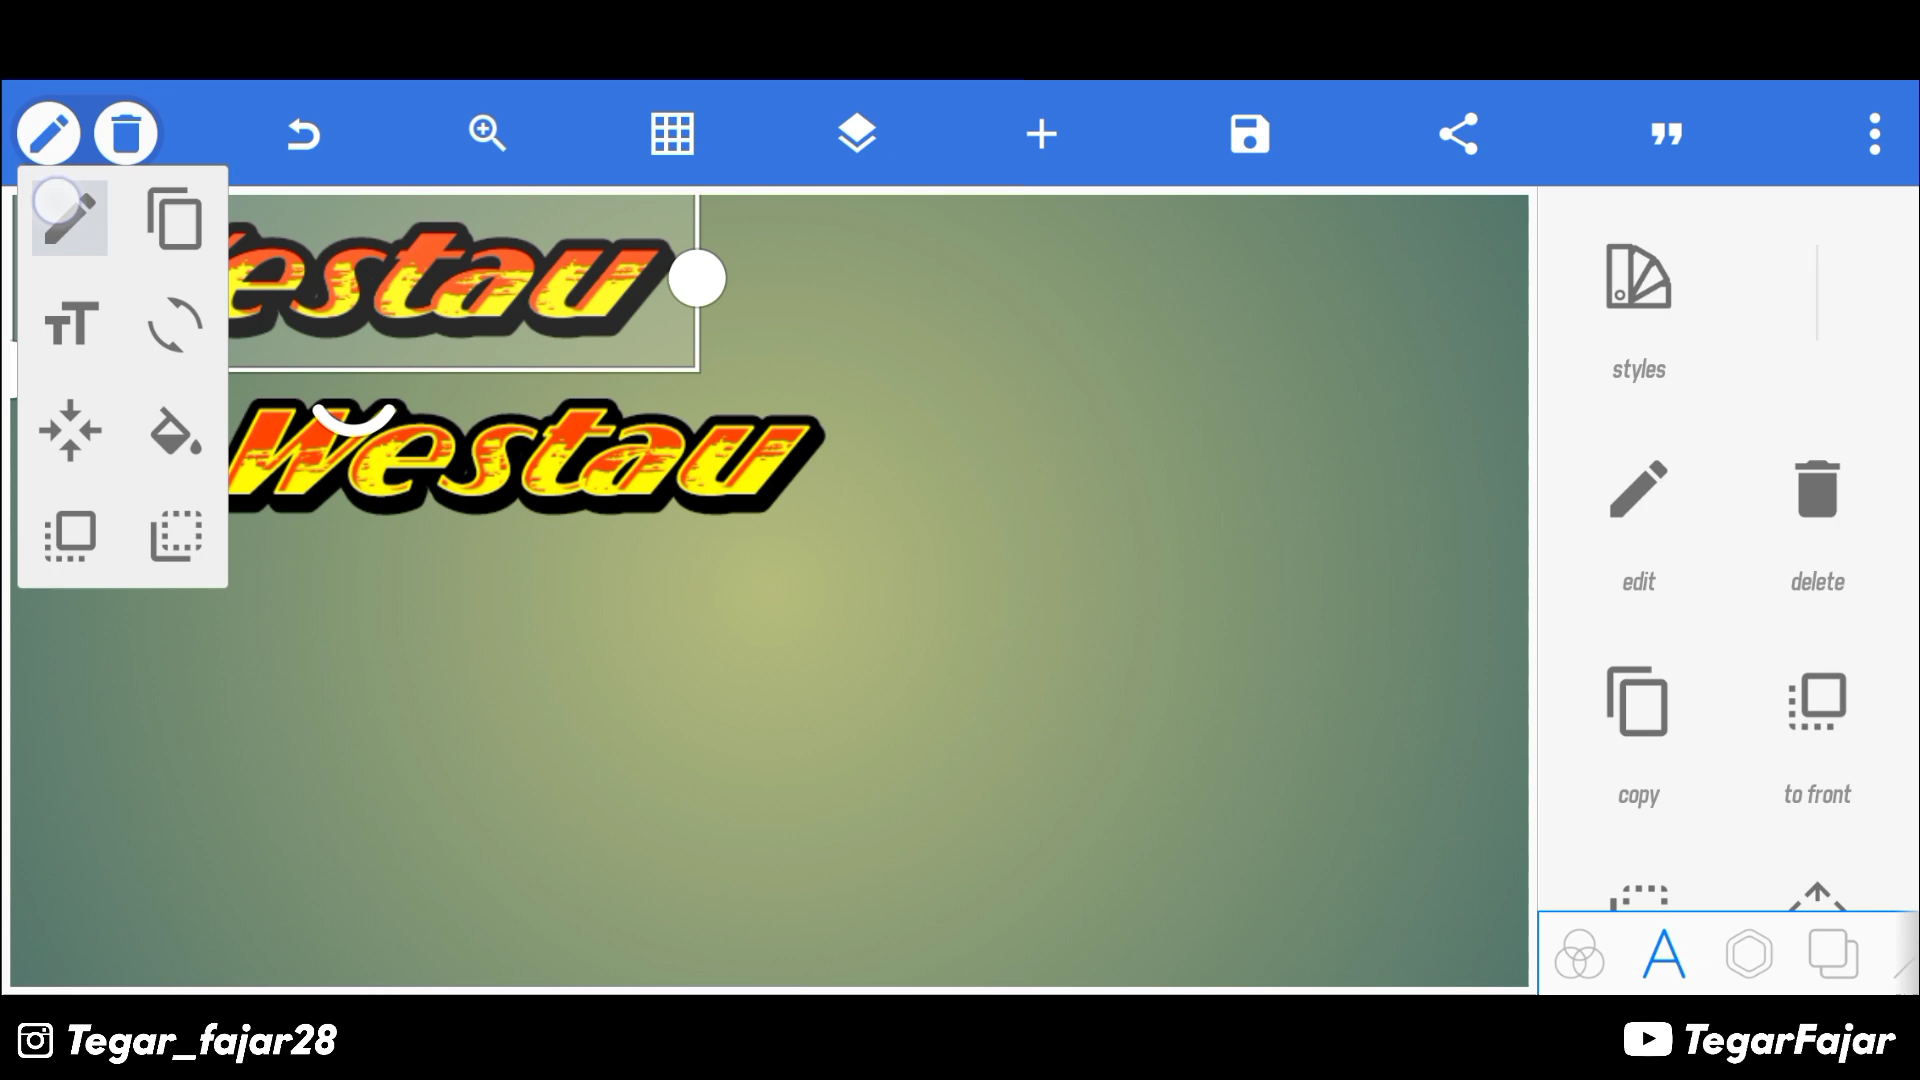 estau
styles
Westau
edit
delete
copy
to front
A
Tegar_fajar28
TegarFajar